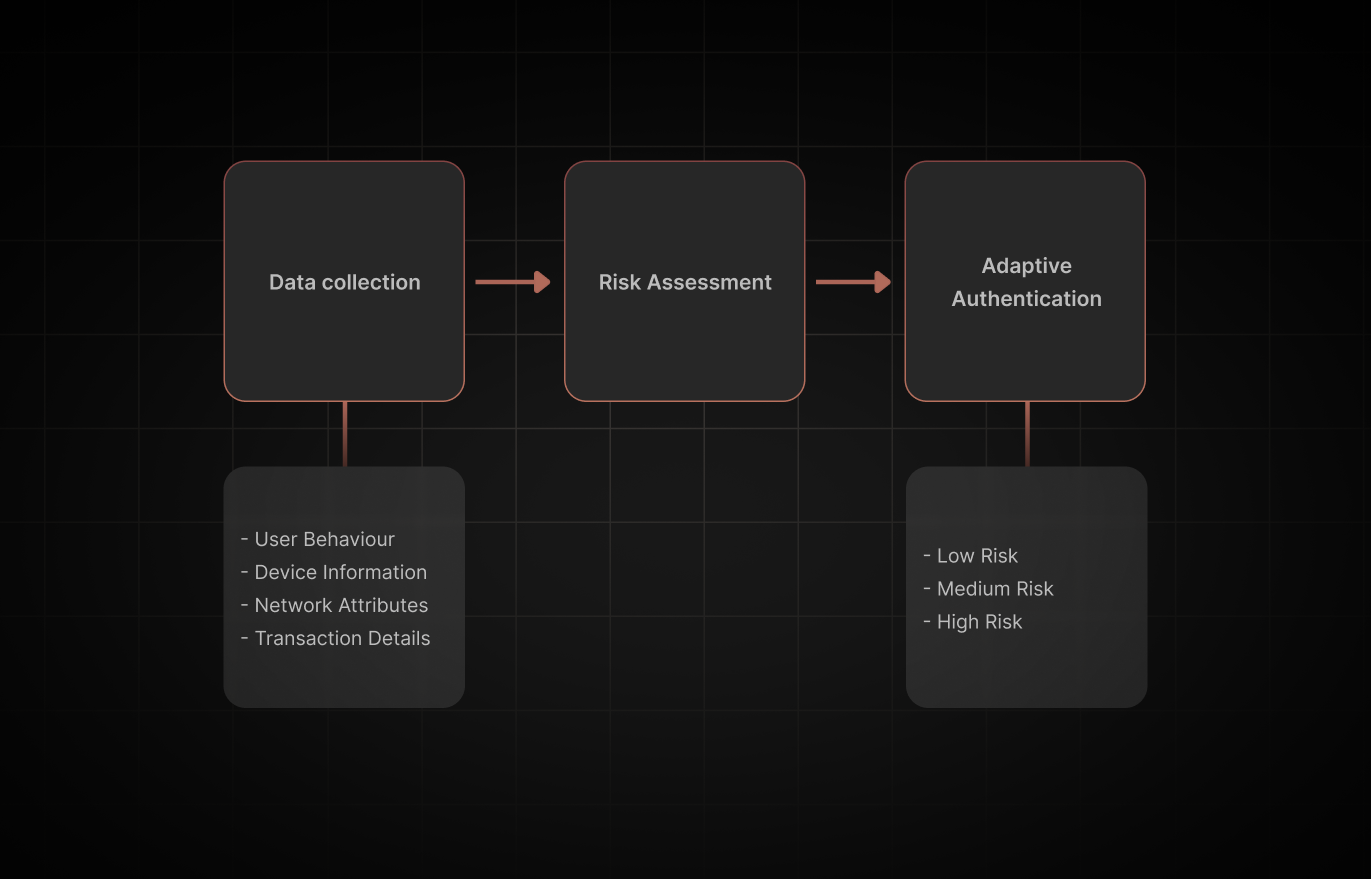 Data collection
Risk Assessment
Adaptive
Authentication
- User Behaviour
- Device Information
- Network Attributes
- Transaction Details
- Low Risk
- Medium Risk
- High Risk